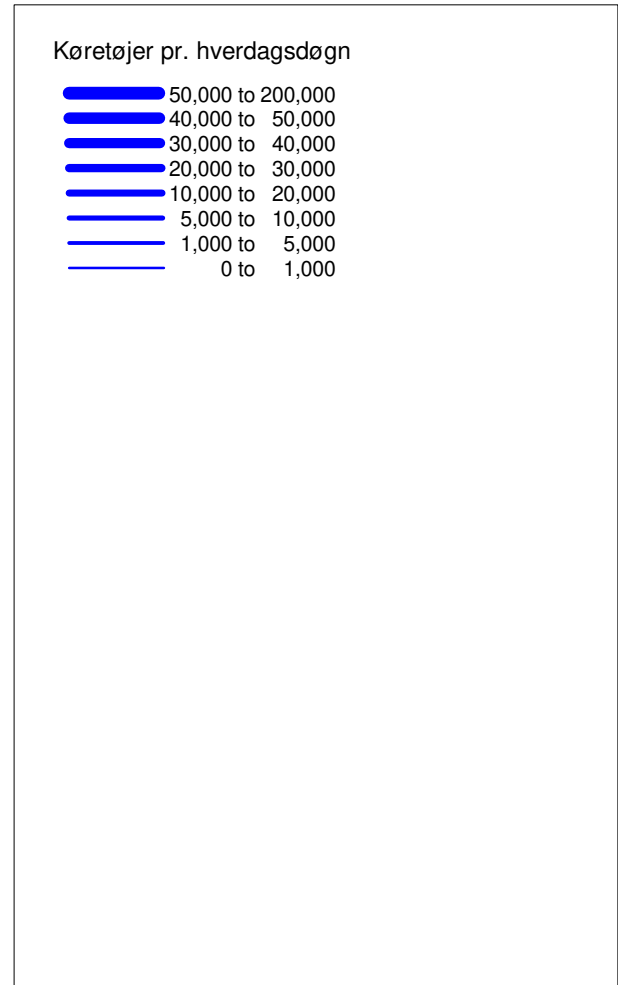 Køretøjer pr. hverdagsdøgn
50,000 to 200,000
40,000 to 50,000
30,000 to 40,000
20,000 to 30,000
10,000 to 20,000
5,000 to 10,000
1,000 to 5,000
0 to 1,000